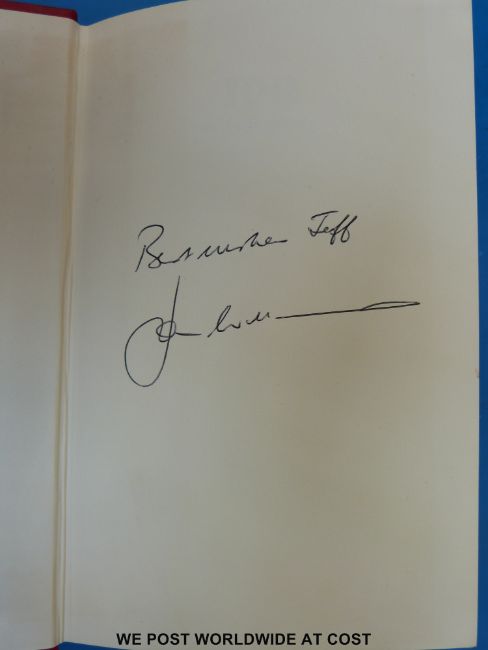 Best wishes Jeff
WE POST WORLDWIDE AT COST